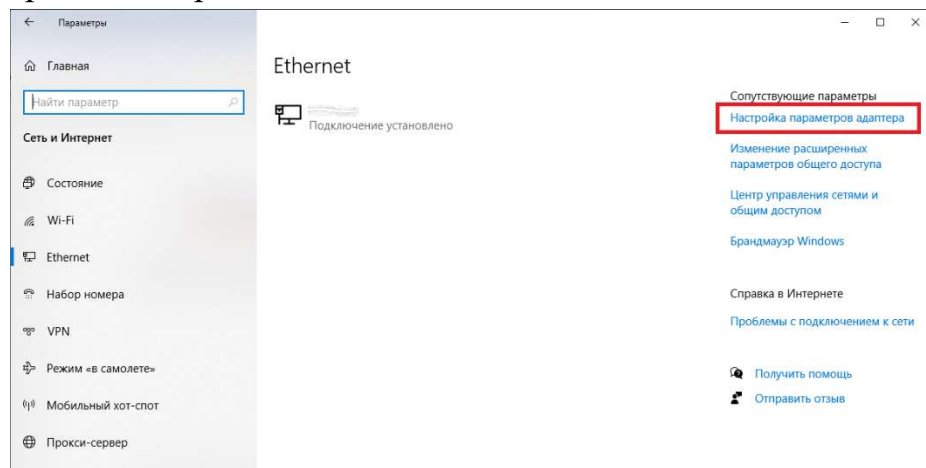 Параметры
Главная
Найти параметр
Сеть и Интернет
Состояние
Wi-Fi
Ethernet
Набор номера
VPN
Режим «в самолете»
Мобильный хот-спот
Прокси-сервер
Ethernet
Подключение установлено
Сопутствующие параметры
Настройка параметров адаптера
Изменение расширенных
параметров общего доступа
Центр управления сетями и
общим доступом
Брандмауэр Windows
Справка в Интернете
Проблемы с подключением к сети
Получить помощь
Отправить отзыв